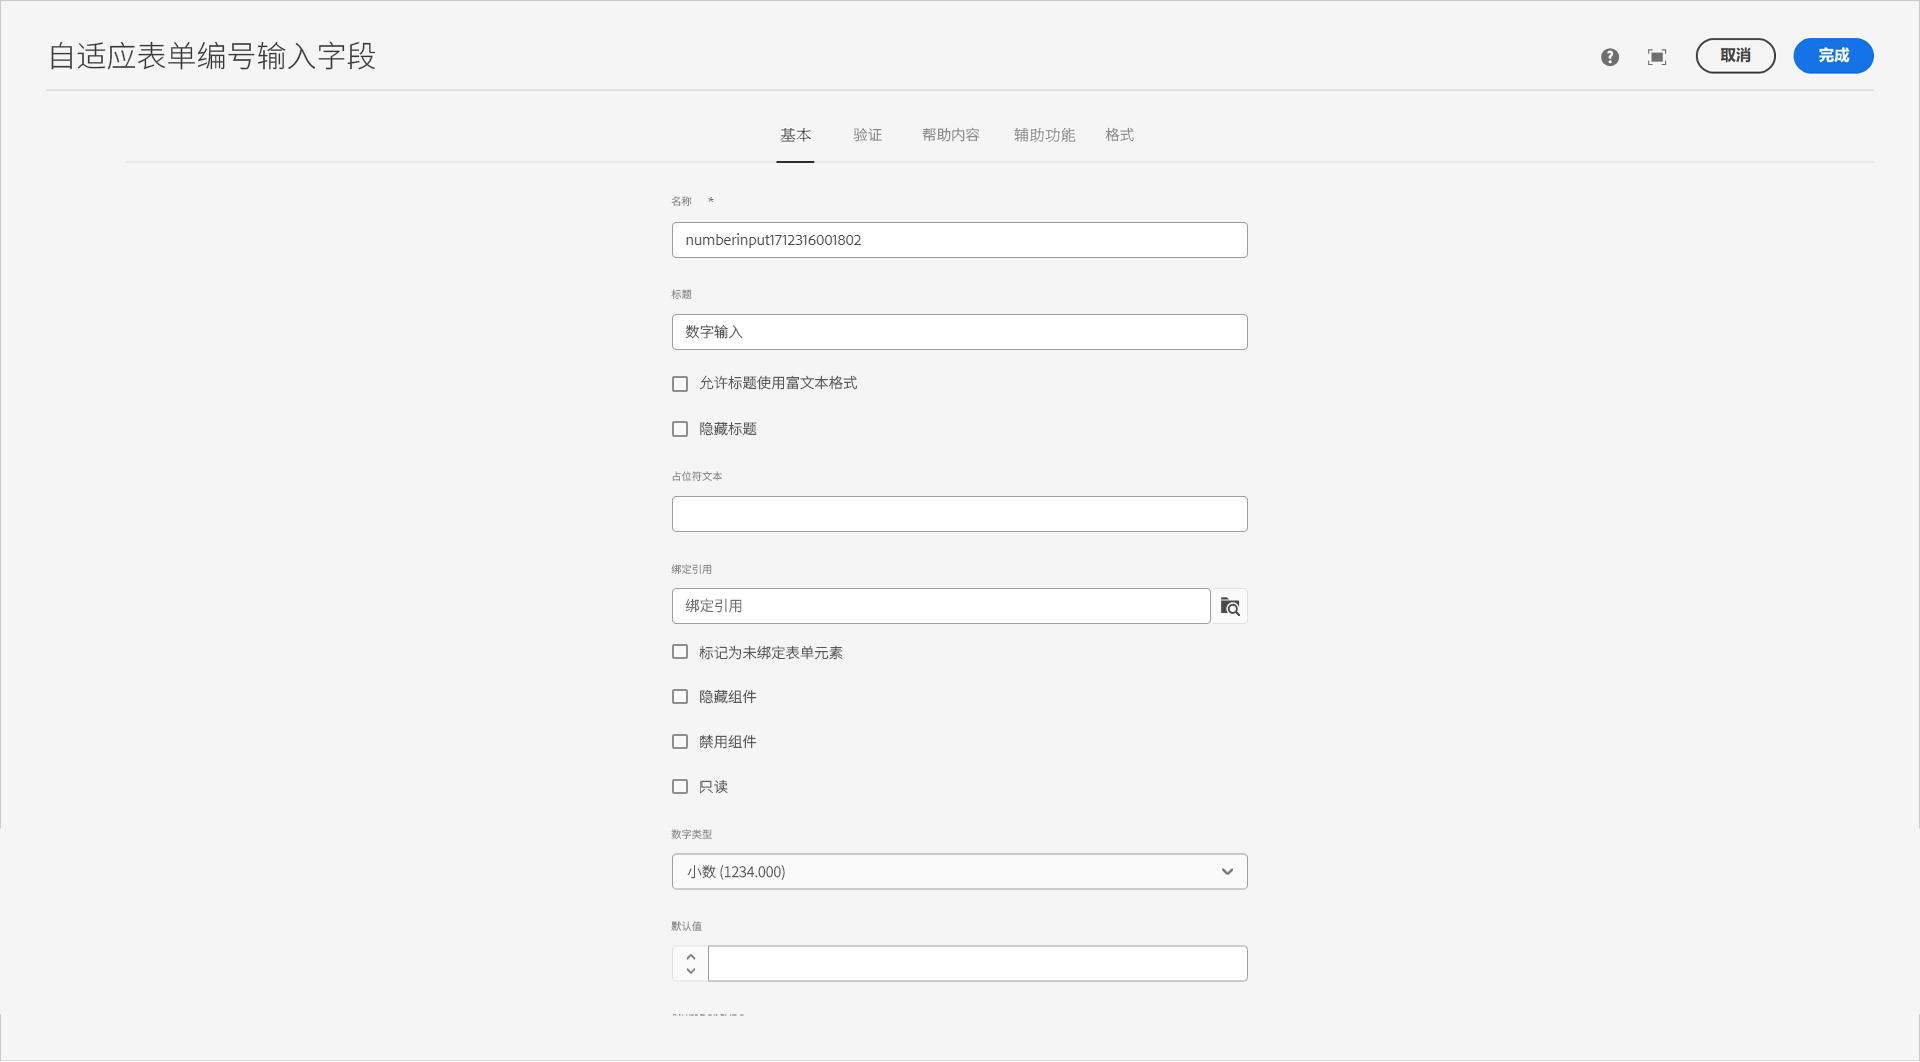 自适应表单编号输入字段
取消
完成
基本
验证
帮助内容
辅助功能
格式
名称 *
numberinput1712316001802
标题
数字输入
允许标题使用富文本格式
隐藏标题
占位符文本
绑定引用
绑定引用
标记为未绑定表单元素
隐藏组件
禁用组件
只读
数字类型
小数 (1234.000)
默认值